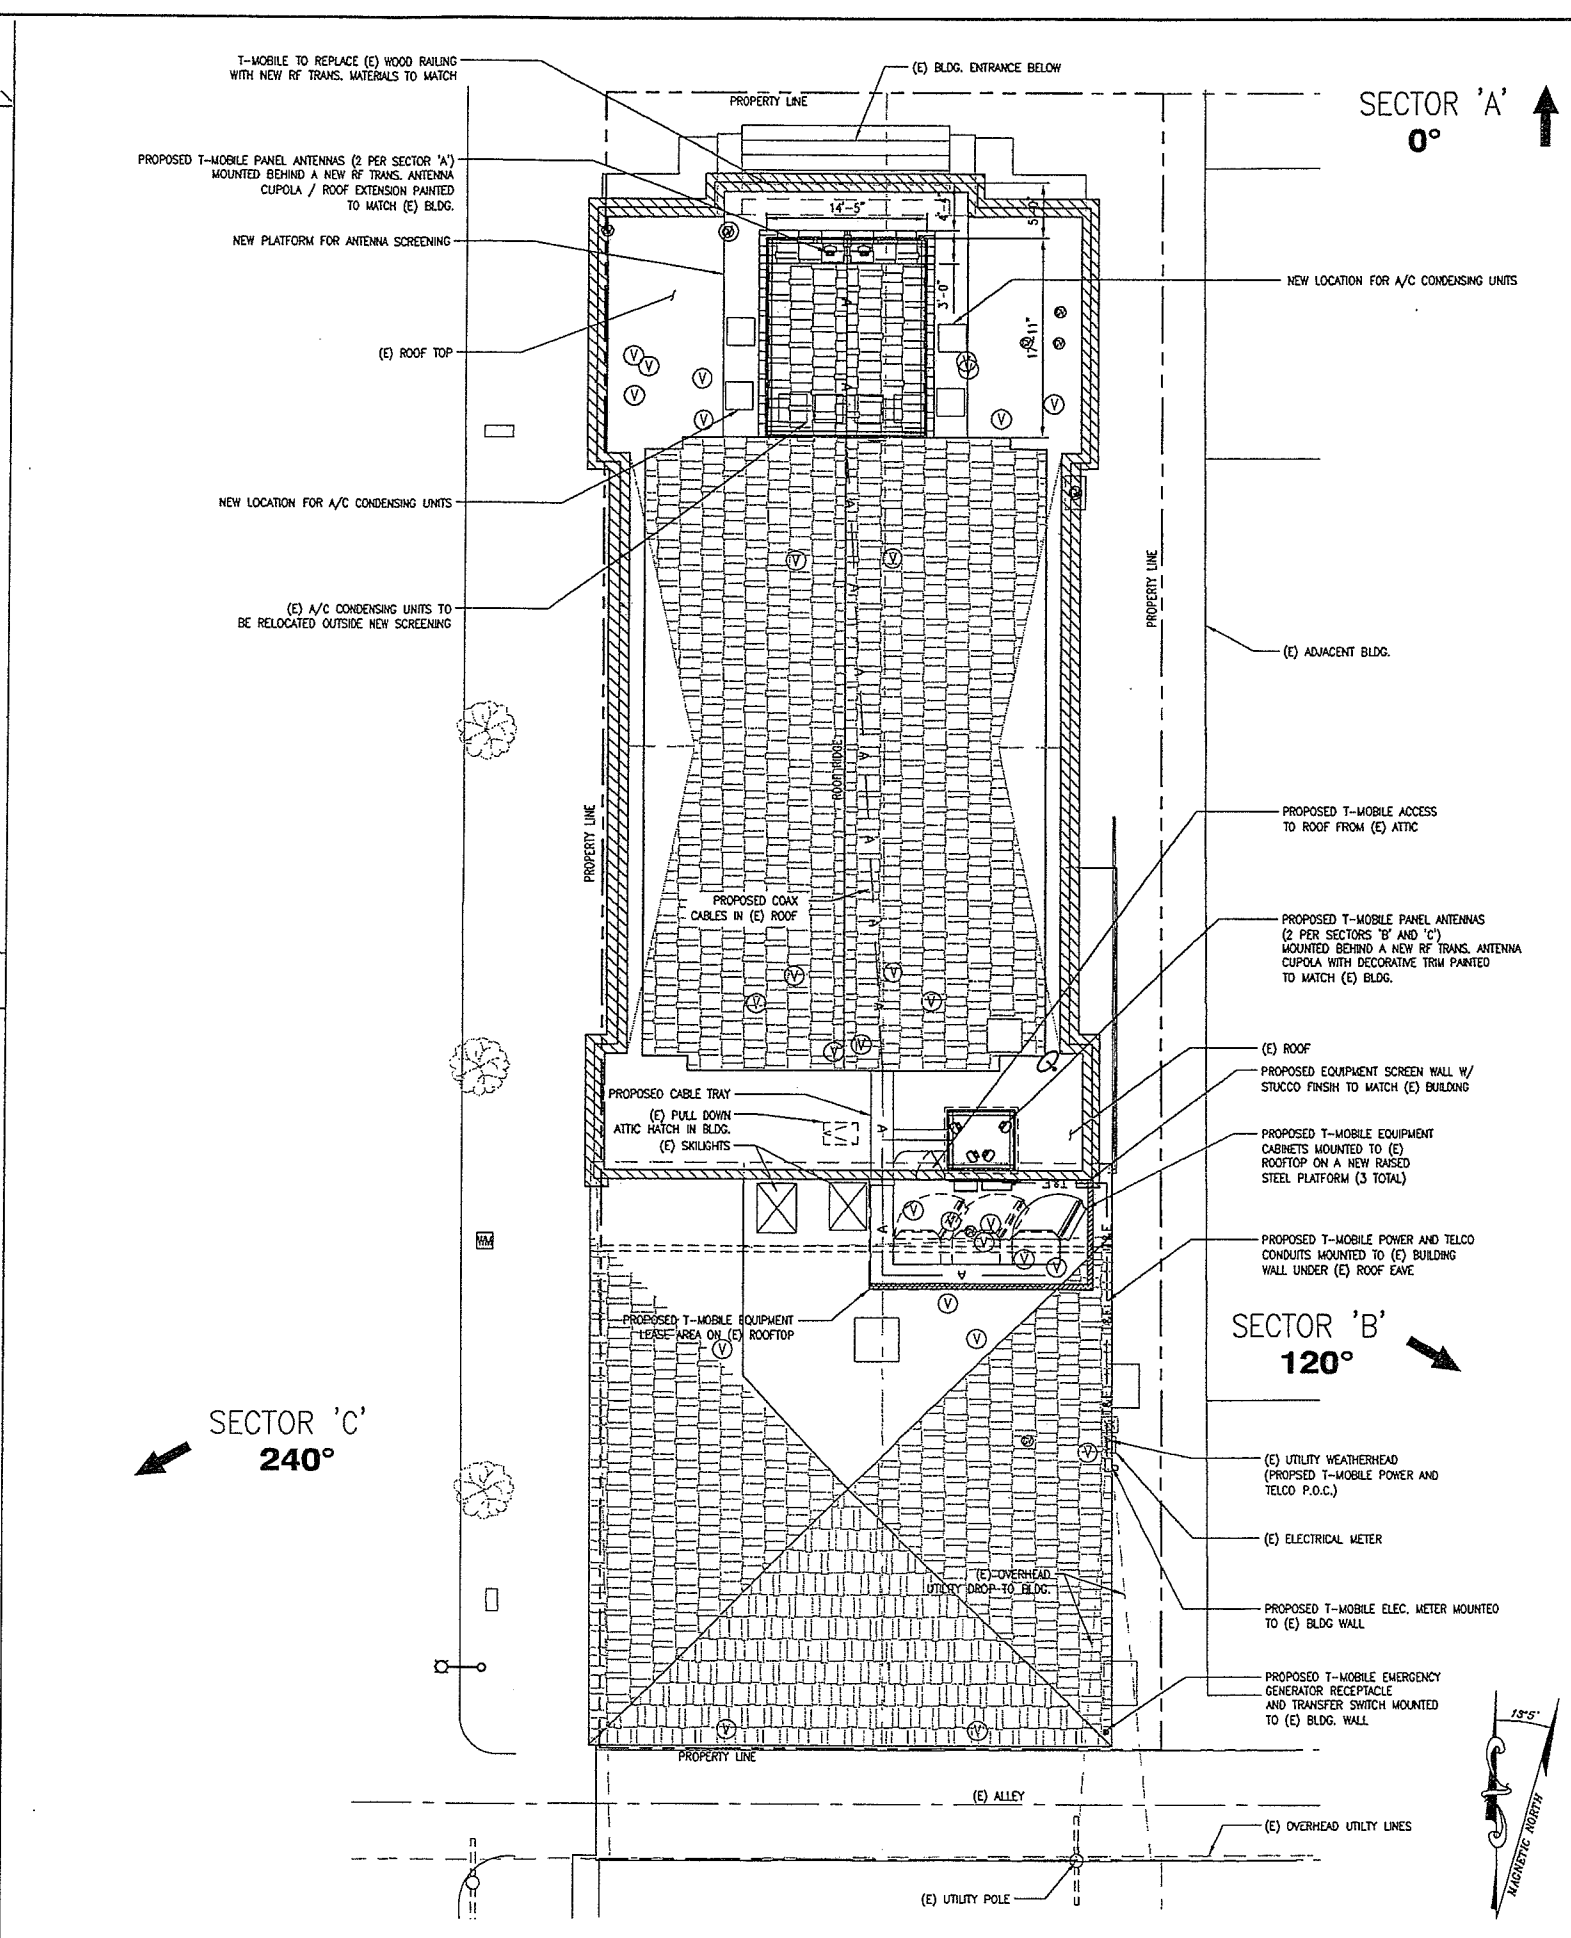 T-MOBILE TO REPLACE (E) WOOD RAILING
WITH NEW RF TRANS. MATERIALS TO MATCH
(E) BLDG. ENTRANCE BELOW
PROPERTY LINE
SECTOR 'A'
0°
PROPOSED T-MOBILE PANEL ANTENNAS (2 PER SECTOR 'A')
MOUNTED BEHIND A NEW RF TRANS. ANTENNA
CUPOLA / ROOF EXTENSION PAINTED
TO MATCH (E) BLDG.
14'-5"
NEW PLATFORM FOR ANTENNA SCREENING
3'-0"
NEW LOCATION FOR A/C CONDENSING UNITS
(E) ROOF TOP
NEW LOCATION FOR A/C CONDENSING UNITS
(E) A/C CONDENSING UNITS TO
BE RELOCATED OUTSIDE NEW SCREENING
PROPERTY LINE
(E) ADJACENT BLDG.
ROOF RIDGE
PROPERTY LINE
PROPOSED T-MOBILE ACCESS
TO ROOF FROM (E) ATTIC
PROPOSED COAX
CABLES IN (E) ROOF
PROPOSED T-MOBILE PANEL ANTENNAS
(2 PER SECTORS 'B' AND 'C')
MOUNTED BEHIND A NEW RF TRANS. ANTENNA
CUPOLA WITH DECORATIVE TRIM PAINTED
TO MATCH (E) BLDG.
(E) ROOF
PROPOSED EQUIPMENT SCREEN WALL W/
STUCCO FINSIH TO MATCH (E) BUILDING
PROPOSED CABLE TRAY
(E) PULL DOWN
ATTIC HATCH IN BLDG.
(E) SKILIGHTS
PROPOSED T-MOBILE EQUIPMENT
CABINETS MOUNTED TO (E)
ROOFTOP ON A NEW RAISED
STEEL PLATFORM (3 TOTAL)
T&E
WM
PROPOSED T-MOBILE POWER AND TELCO
CONDUITS MOUNTED TO (E) BUILDING
WALL UNDER (E) ROOF EAVE
PROPOSED T-MOBILE EQUIPMENT
LEASE AREA ON (E) ROOFTOP
SECTOR 'B'
120°
SECTOR 'C'
240°
(E) UTILITY WEATHERHEAD
(PROPSED T-MOBILE POWER AND
TELCO P.O.C.)
(E) ELECTRICAL METER
(E) OVERHEAD
UTILITY DROP TO BLDG.
PROPOSED T-MOBILE ELEC. METER MOUNTED
TO (E) BLDG WALL
PROPOSED T-MOBILE EMERGENCY
GENERATOR RECEPTACLE
AND TRANSFER SWITCH MOUNTED
TO (E) BLDG. WALL
PROPERTY LINE
(E) ALLEY
(E) OVERHEAD UTILTY LINES
(E) UTILITY POLE
13°5'
MAGNETIC NORTH